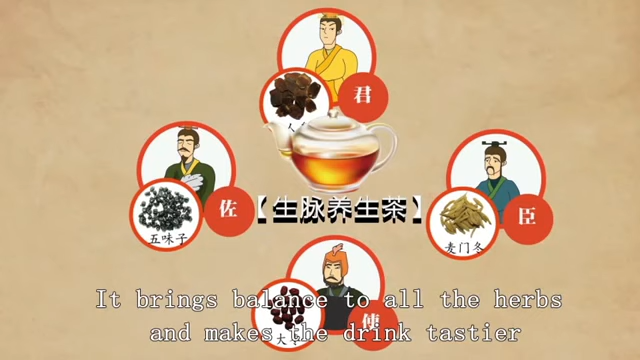 君
佐
【生脉养生茶】
臣
五味子
麦门冬
使
It brings balance to all the herbs
and makes the drink tastier